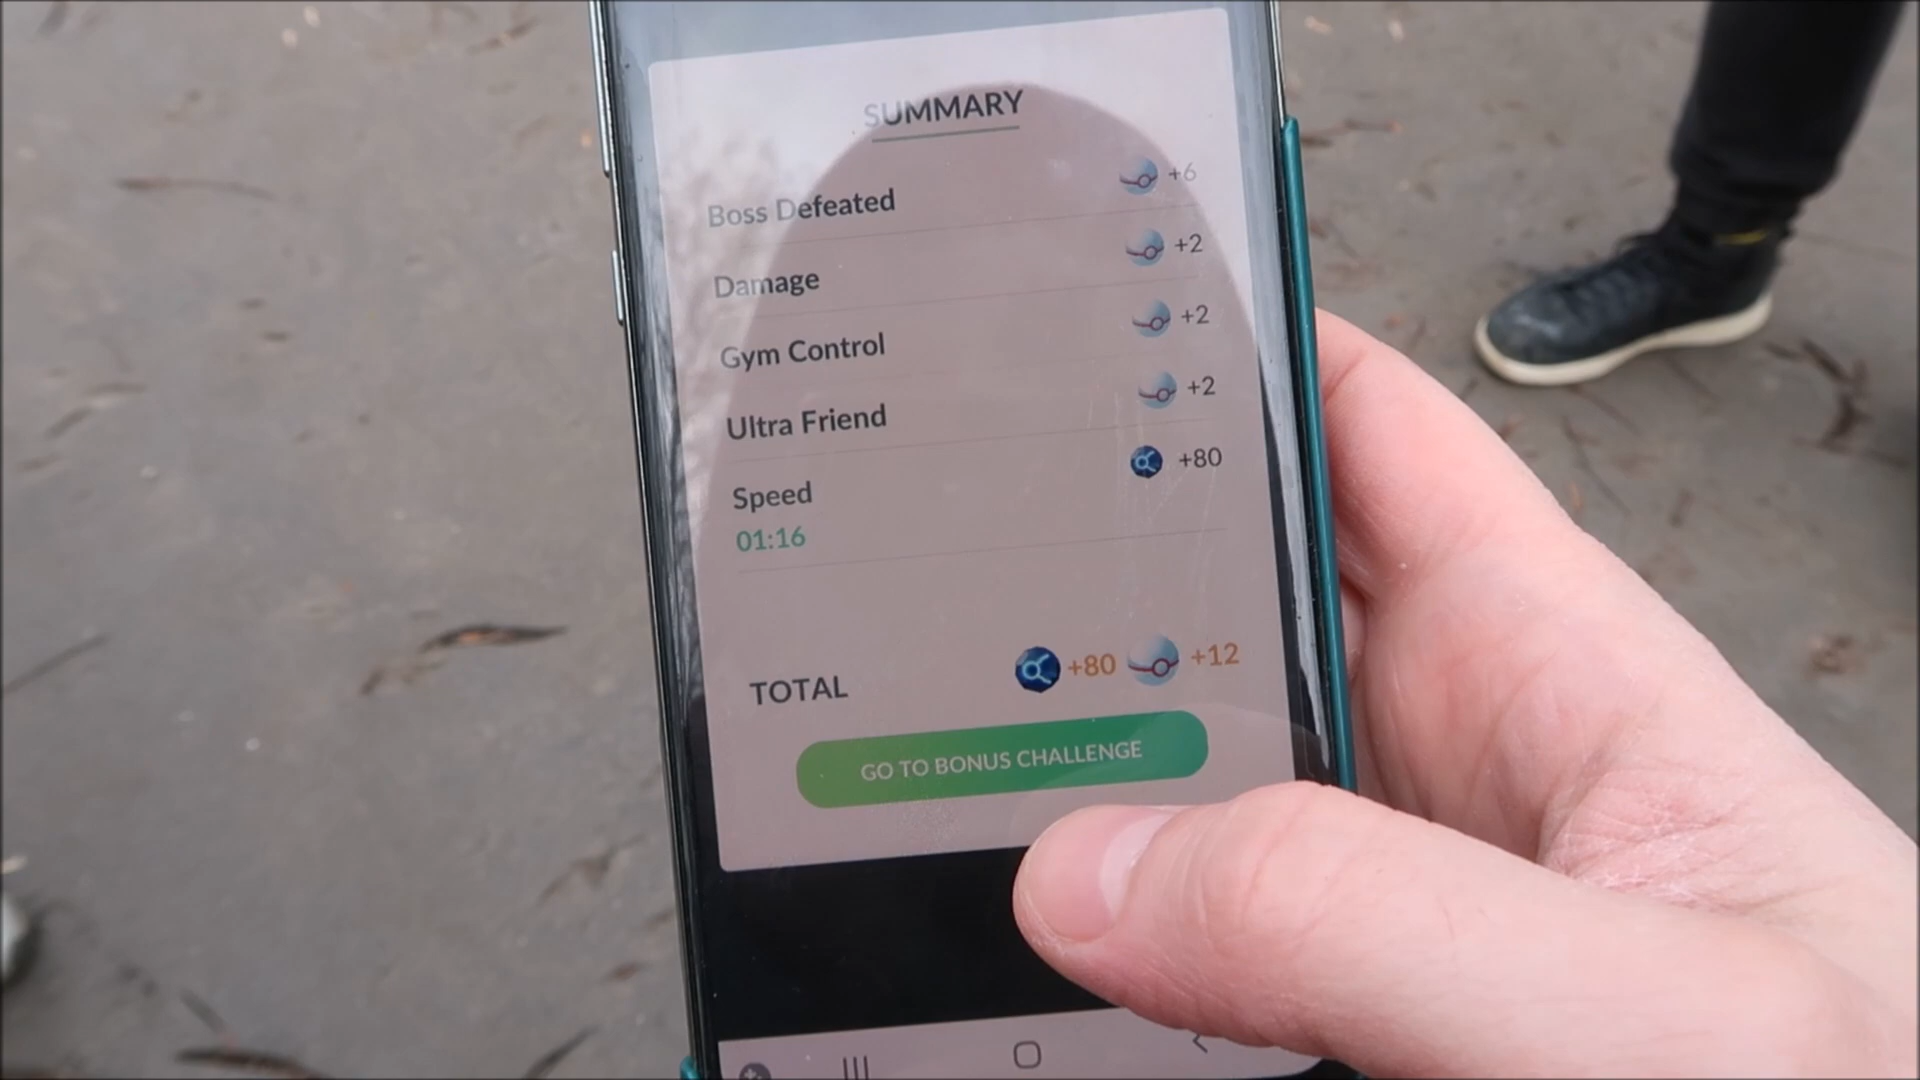 SUMMARY
Boss Defeated +6
Damage +2
Gym Control +2
Ultra Friend +2
Speed +80
01:16
TOTAL +80 +12
GO TO BONUS CHALLENGE